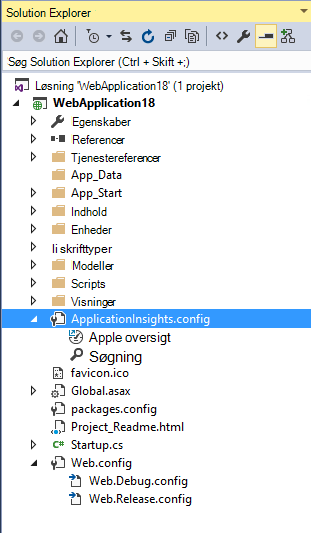 Solution Explorer
Søg Solution Explorer (Ctrl + Skift +;)
Løsning 'WebApplication18' (1 projekt)
WebApplication18
Egenskaber
Referencer
Tjenestereferencer
App_Data
App_Start
Indhold
Enheder
li skrifttyper
Modeller
Scripts
Visninger
ApplicationInsights.config
Apple oversigt
Søgning
favicon.ico
Global.asax
packages.config
Project_Readme.html
C# Startup.cs
Web.config
Web.Debug.config
Web.Release.config